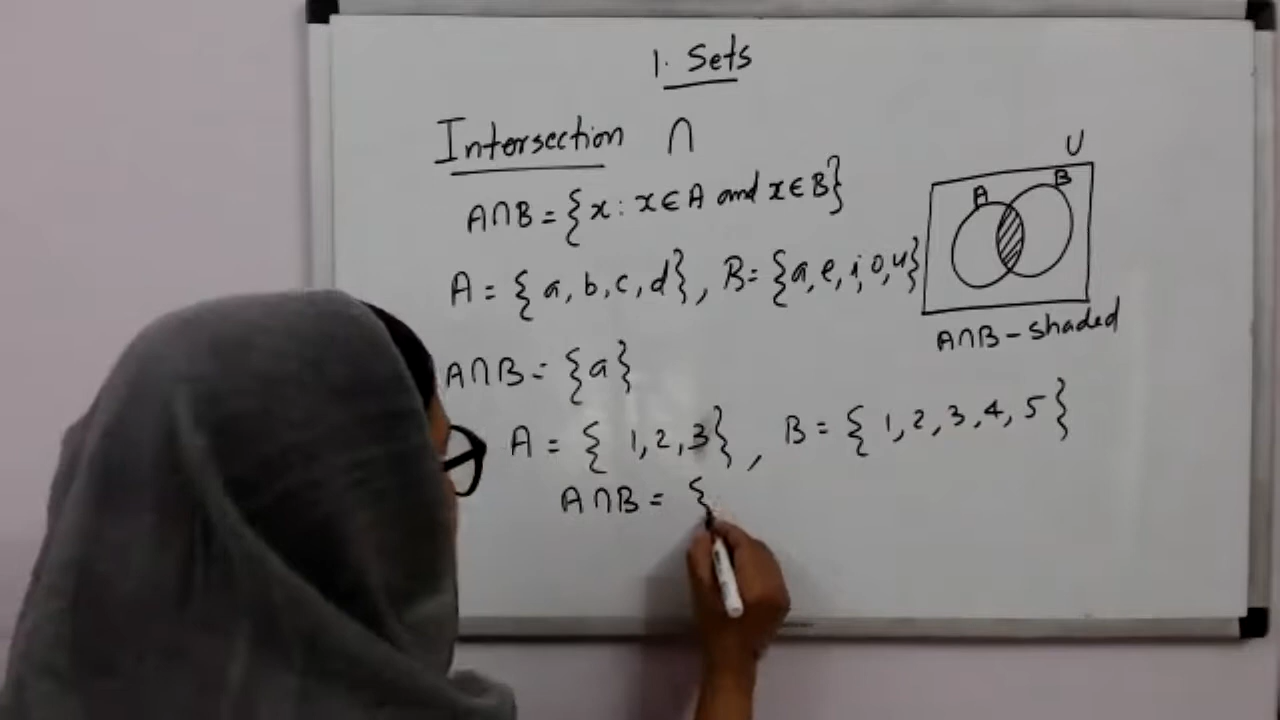 1. Sets
Intersection ∩
A∩B = {x : x∈A and x∈B}
A = {a, b, c, d}, B = {a, e, i, o, u}
A∩B = {a}
A = { 1, 2, 3}, B = { 1, 2, 3, 4, 5 }
A∩B = {
U
A B
A∩B - shaded